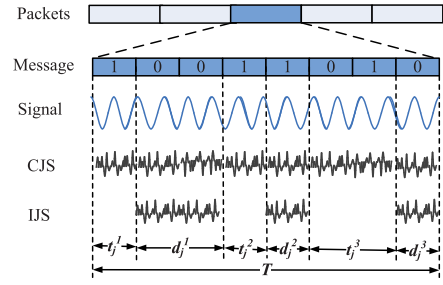 Packets
Message 1 0 0 1 1 0 1 0
Signal
CJS
IJS
t_j^1 d_j^1 t_j^2 d_j^2 t_j^3 d_j^3
T